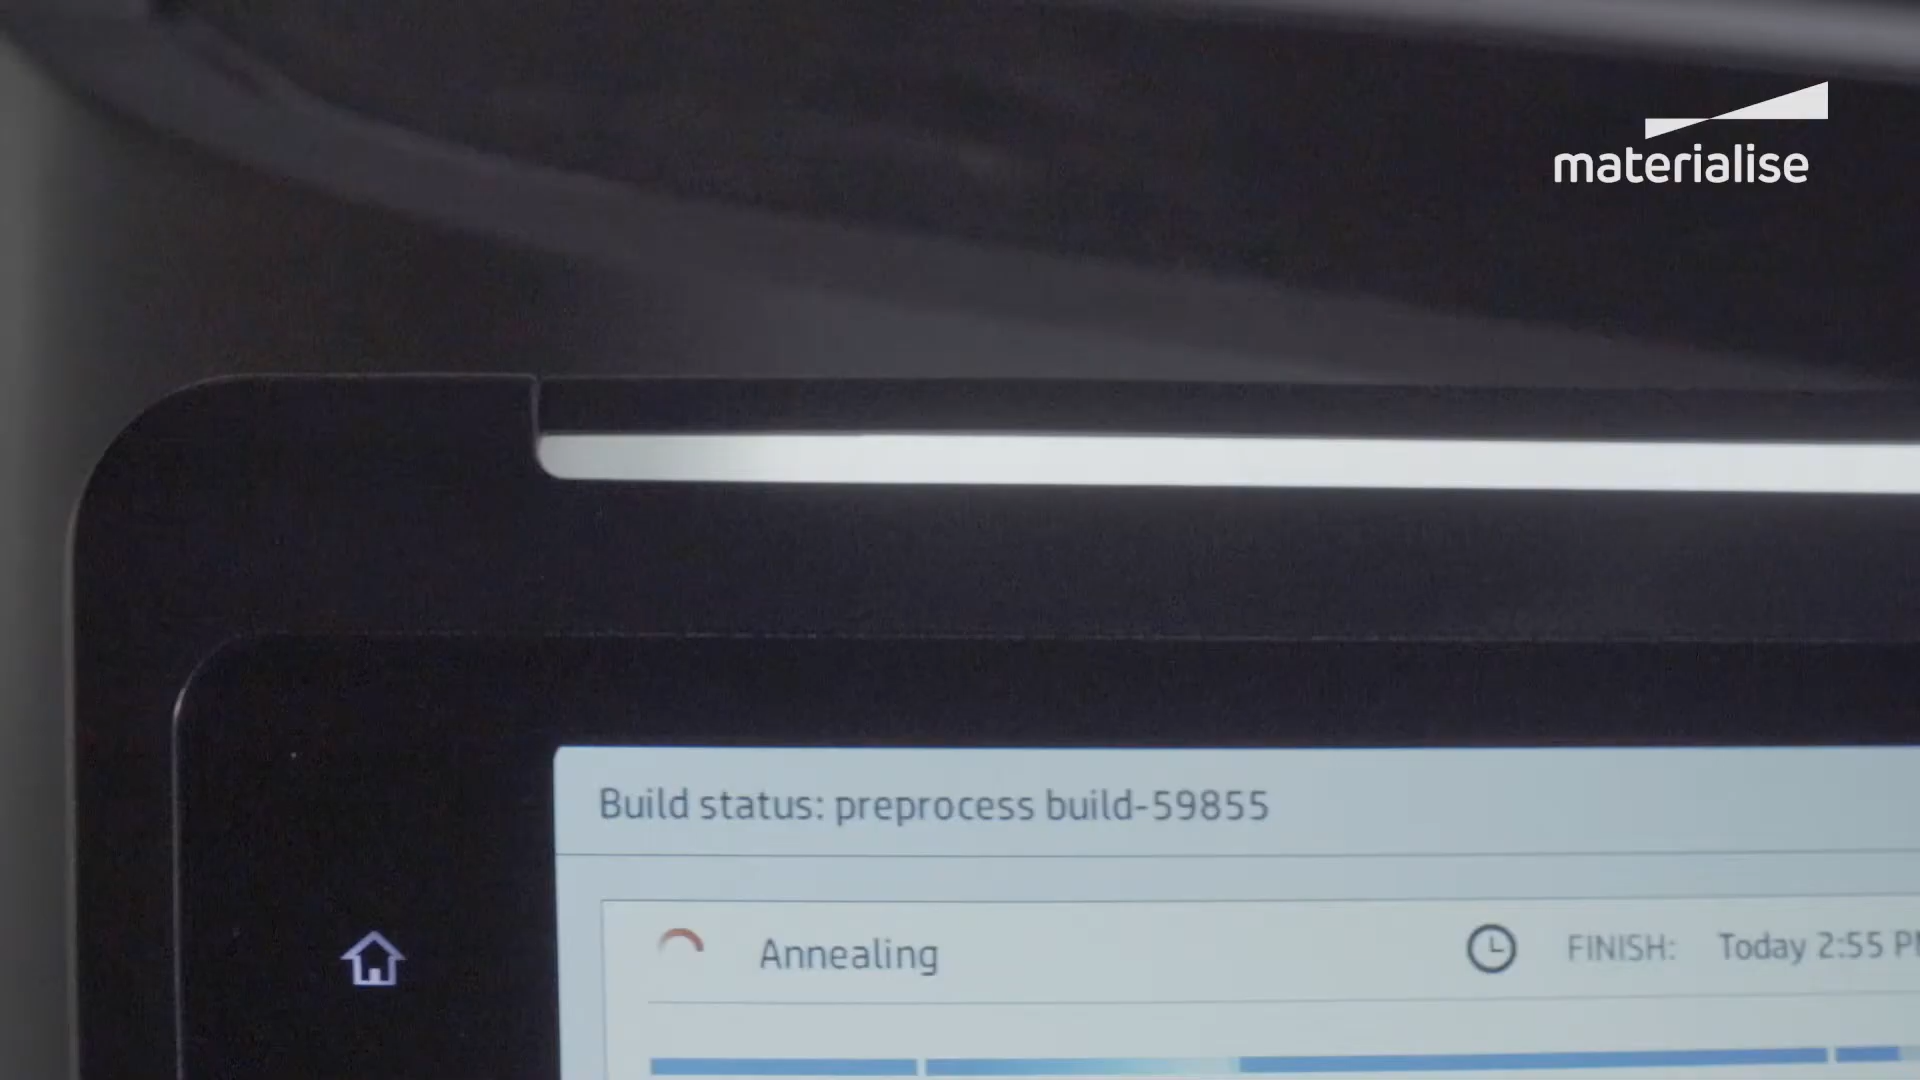 materialise
Build status: preprocess build-59855
Annealing
FINISH: Today 2:55